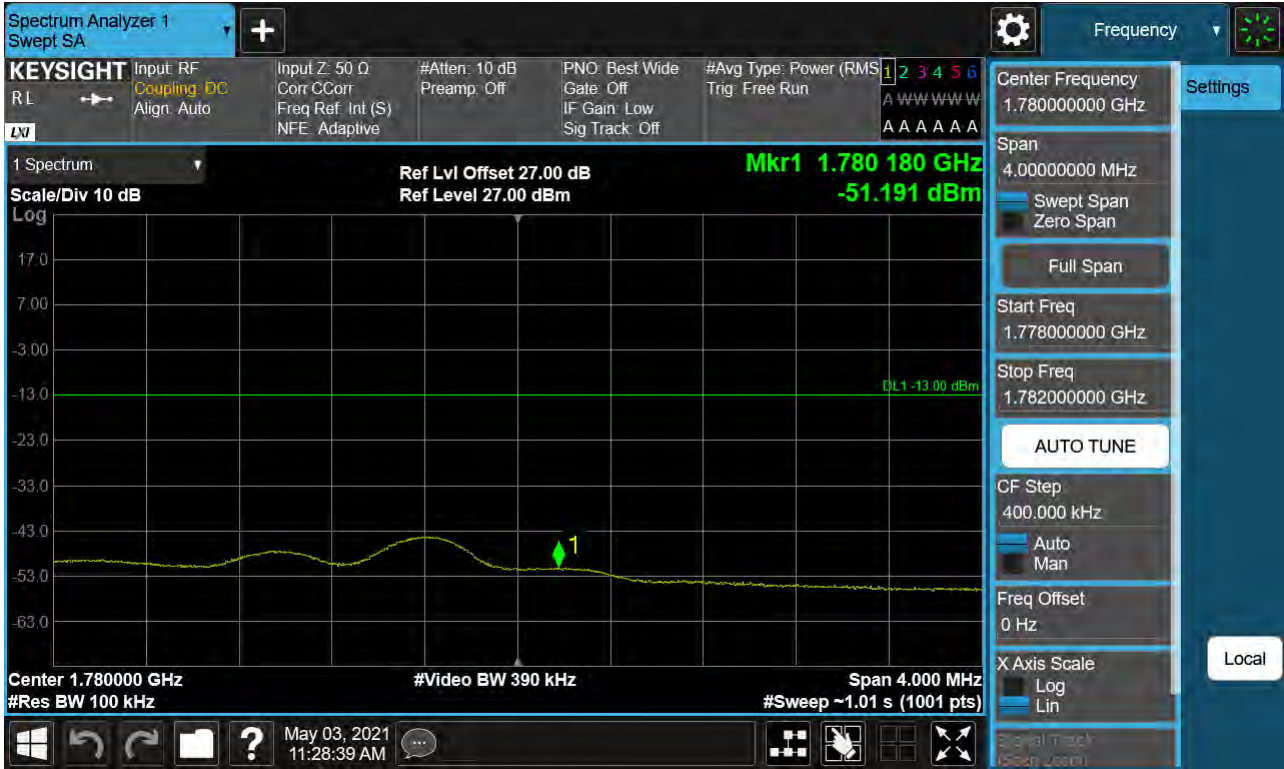 Spectrum Analyzer 1
Swept SA
Frequency
KEYSIGHT
R L
LXI
Input: RF
Coupling: DC
Align: Auto
Input Z: 50 Ω
Corr CCorr
Freq Ref: Int (S)
NFE: Adaptive
#Atten: 10 dB
Preamp: Off
PNO: Best Wide
Gate: Off
IF Gain: Low
Sig Track: Off
#Avg Type: Power (RMS
Trig: Free Run
1 2 3 4 5 6
A W W W W W
A A A A A A
1 Spectrum
Scale/Div 10 dB
Log
Ref Lvl Offset 27.00 dB
Ref Level 27.00 dBm
Mkr1 1.780 180 GHz
-51.191 dBm
17.0
7.00
-3.00
-13.0
DL1 -13.00 dBm
-23.0
-33.0
-43.0
1
-53.0
-63.0
Center 1.780000 GHz
#Video BW 390 kHz
Span 4.000 MHz
#Res BW 100 kHz
#Sweep ~1.01 s (1001 pts)
Center Frequency
1.780000000 GHz
Settings
Span
4.00000000 MHz
Swept Span
Zero Span
Full Span
Start Freq
1.778000000 GHz
Stop Freq
1.782000000 GHz
AUTO TUNE
CF Step
400.000 kHz
Auto
Man
Freq Offset
0 Hz
X Axis Scale
Log
Lin
Local
Signal Track
(Span Zoom)
?
May 03, 2021
11:28:39 AM